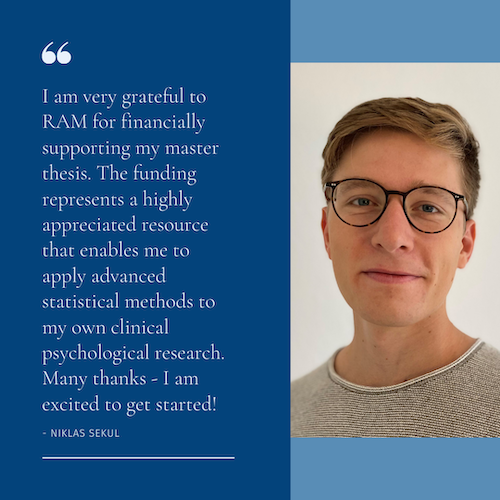 “
I am very grateful to
RAM for financially
supporting my master
thesis. The funding
represents a highly
appreciated resource
that enables me to
apply advanced
statistical methods to
my own clinical
psychological research.
Many thanks - I am
excited to get started!
- NIKLAS SEKUL